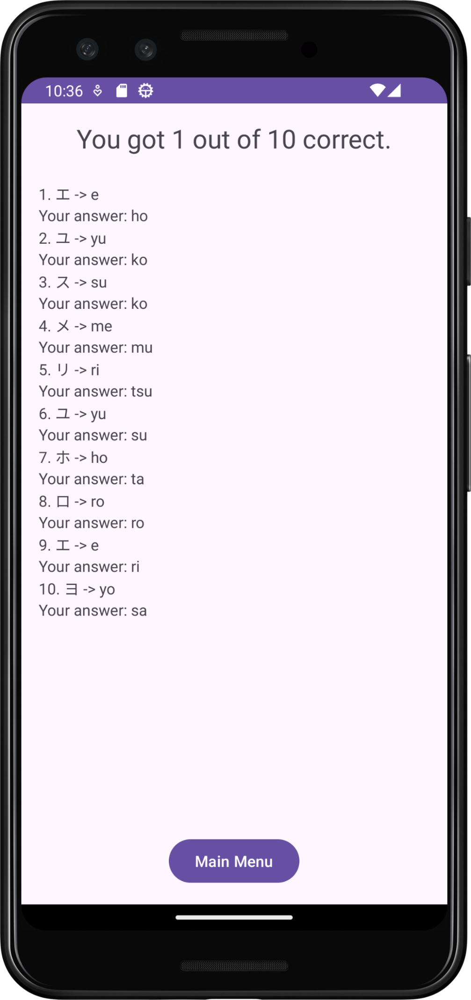 10:36
You got 1 out of 10 correct.
1. エ -> e
Your answer: ho
2. ユ -> yu
Your answer: ko
3. ス -> su
Your answer: ko
4. メ -> me
Your answer: mu
5. リ -> ri
Your answer: tsu
6. ユ -> yu
Your answer: su
7. ホ -> ho
Your answer: ta
8. ロ -> ro
Your answer: ro
9. エ -> e
Your answer: ri
10. ヨ -> yo
Your answer: sa
Main Menu